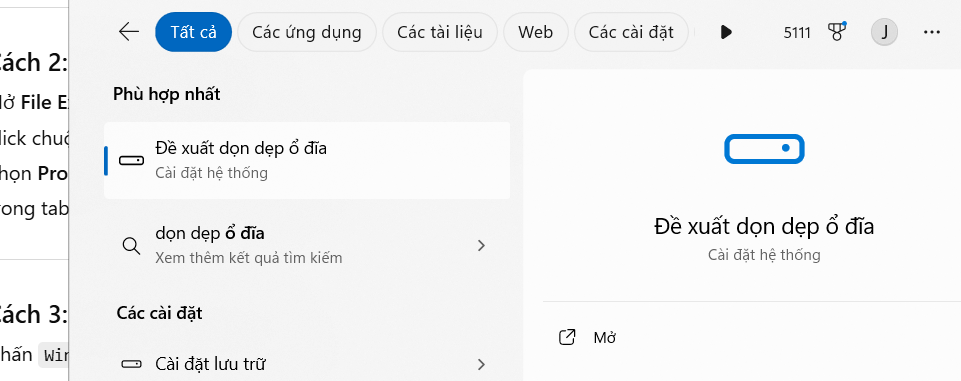 Tất cả
Các ứng dụng
Các tài liệu
Web
Các cài đặt
5111
J
ách 2:
Phù hợp nhất
File E
Đề xuất dọn dẹp ổ đĩa
Cài đặt hệ thống
lick chuộ
họn Pro
rong tab
dọn dẹp ổ đĩa
Xem thêm kết quả tìm kiếm
Đề xuất dọn dẹp ổ đĩa
Cài đặt hệ thống
ách 3:
Các cài đặt
Mở
hấn Win
Cài đặt lưu trữ